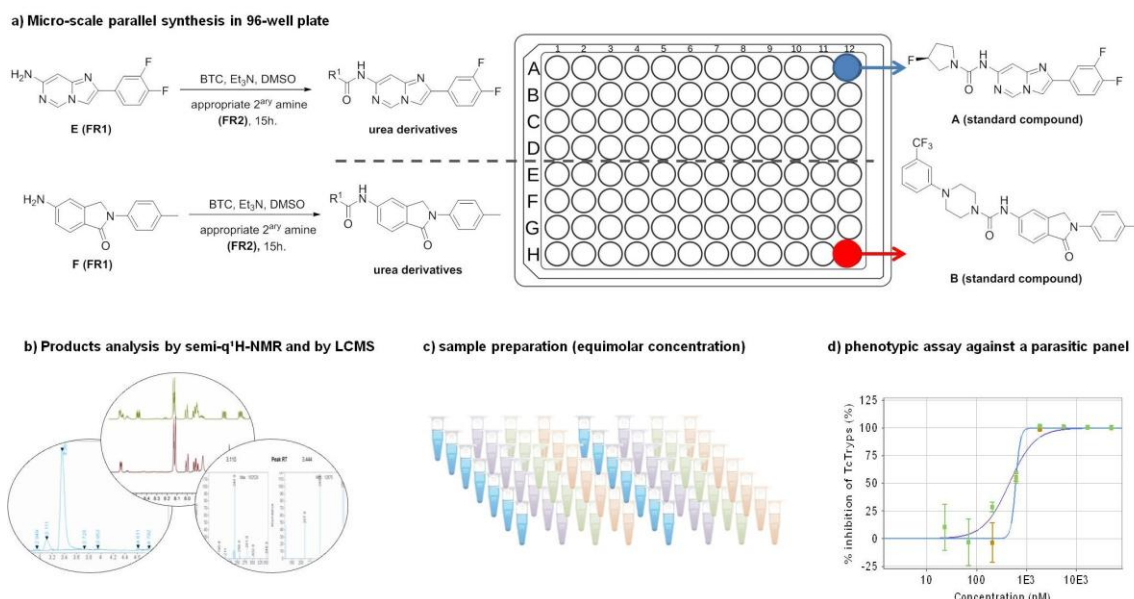 a) Micro-scale parallel synthesis in 96-well plate
H₂N
N
N
N
F
F
E (FR1)
BTC, Et₃N, DMSO
appropriate 2ᵃʳʸ amine
(FR2), 15h.
R¹
O
H
N
N
N
N
F
F
urea derivatives
H₂N
N
O
F (FR1)
BTC, Et₃N, DMSO
appropriate 2ᵃʳʸ amine
(FR2), 15h.
R¹
O
H
N
N
O
urea derivatives
1 2 3 4 5 6 7 8 9 10 11 12
A
B
C
D
E
F
G
H
F
N
O
H
N
N
N
N
F
F
A (standard compound)
CF₃
N
N
O
H
N
N
O
B (standard compound)
b) Products analysis by semi-q¹H-NMR and by LCMS
Peak RT
c) sample preparation (equimolar concentration)
d) phenotypic assay against a parasitic panel
% inhibition of TcTryps (%)
125
100
75
50
25
0
-25
10 100 1E3 10E3
Concentration (nM)